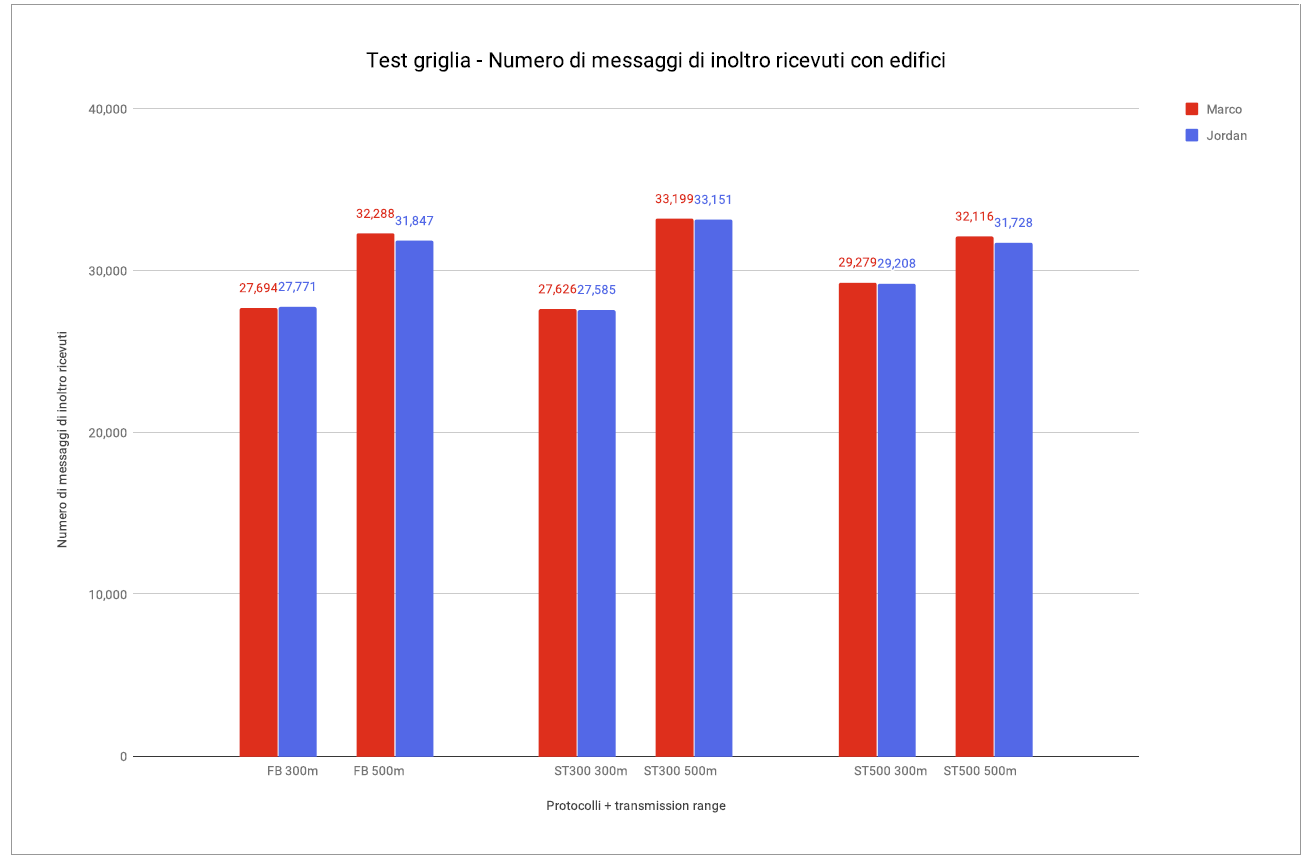 Test griglia - Numero di messaggi di inoltro ricevuti con edifici
Marco
Jordan
40,000
30,000
20,000
10,000
0
Numero di messaggi di inoltro ricevuti
27,694 27,771
32,288 31,847
27,626 27,585
33,199 33,151
29,279 29,208
32,116 31,728
FB 300m FB 500m ST300 300m ST300 500m ST500 300m ST500 500m
Protocolli + transmission range